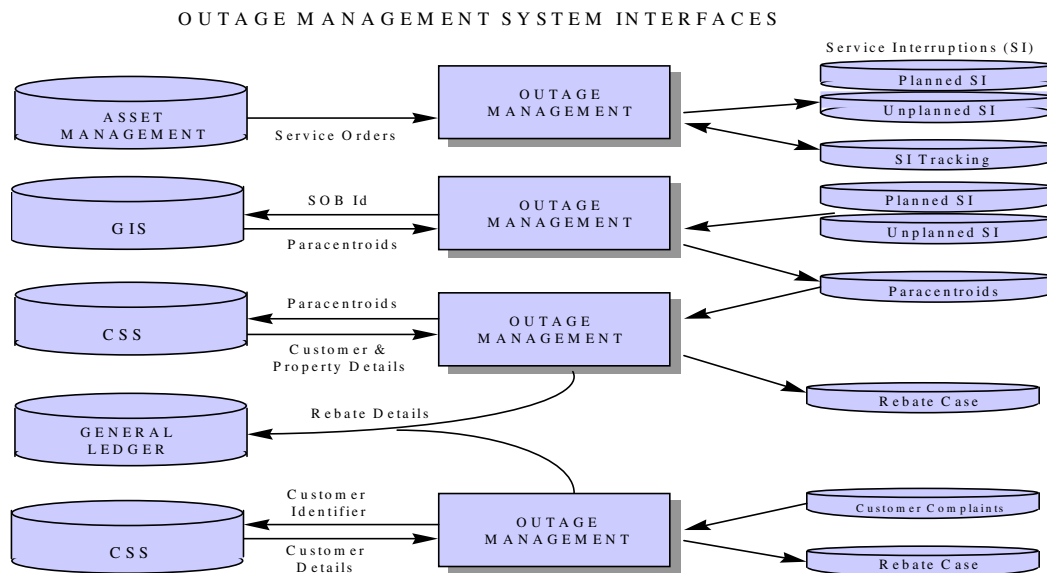 OUTAGE MANAGEMENT SYSTEM INTERFACES
Service Interruptions (SI)
ASSET
MANAGEMENT
Service Orders
OUTAGE
MANAGEMENT
Planned SI
Unplanned SI
SI Tracking
GIS
SOB Id
Paracentroids
OUTAGE
MANAGEMENT
Planned SI
Unplanned SI
Paracentroids
CSS
Paracentroids
Customer &
Property Details
OUTAGE
MANAGEMENT
Rebate Case
GENERAL
LEDGER
Rebate Details
CSS
Customer
Identifier
Customer
Details
OUTAGE
MANAGEMENT
Customer Complaints
Rebate Case